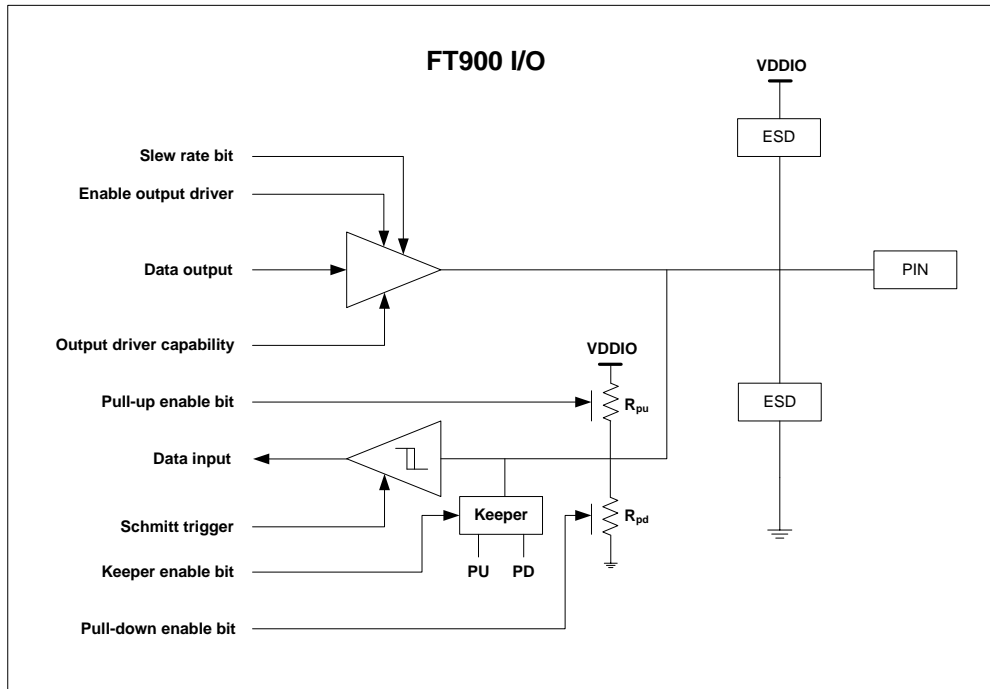 FT900 I/O
VDDIO
ESD
Slew rate bit
Enable output driver
Data output
PIN
Output driver capability
VDDIO
Pull-up enable bit
Rpu
ESD
Data input
Keeper
Rpd
Schmitt trigger
Keeper enable bit
PU PD
Pull-down enable bit